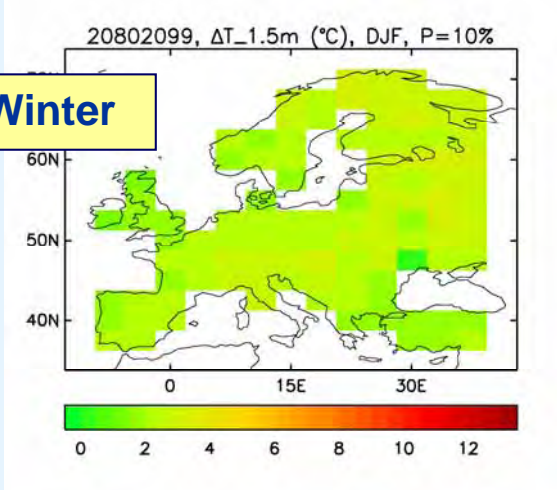 20802099, ΔT_1.5m (°C), DJF, P=10%
Winter
60N
50N
40N
0 15E 30E
0 2 4 6 8 10 12